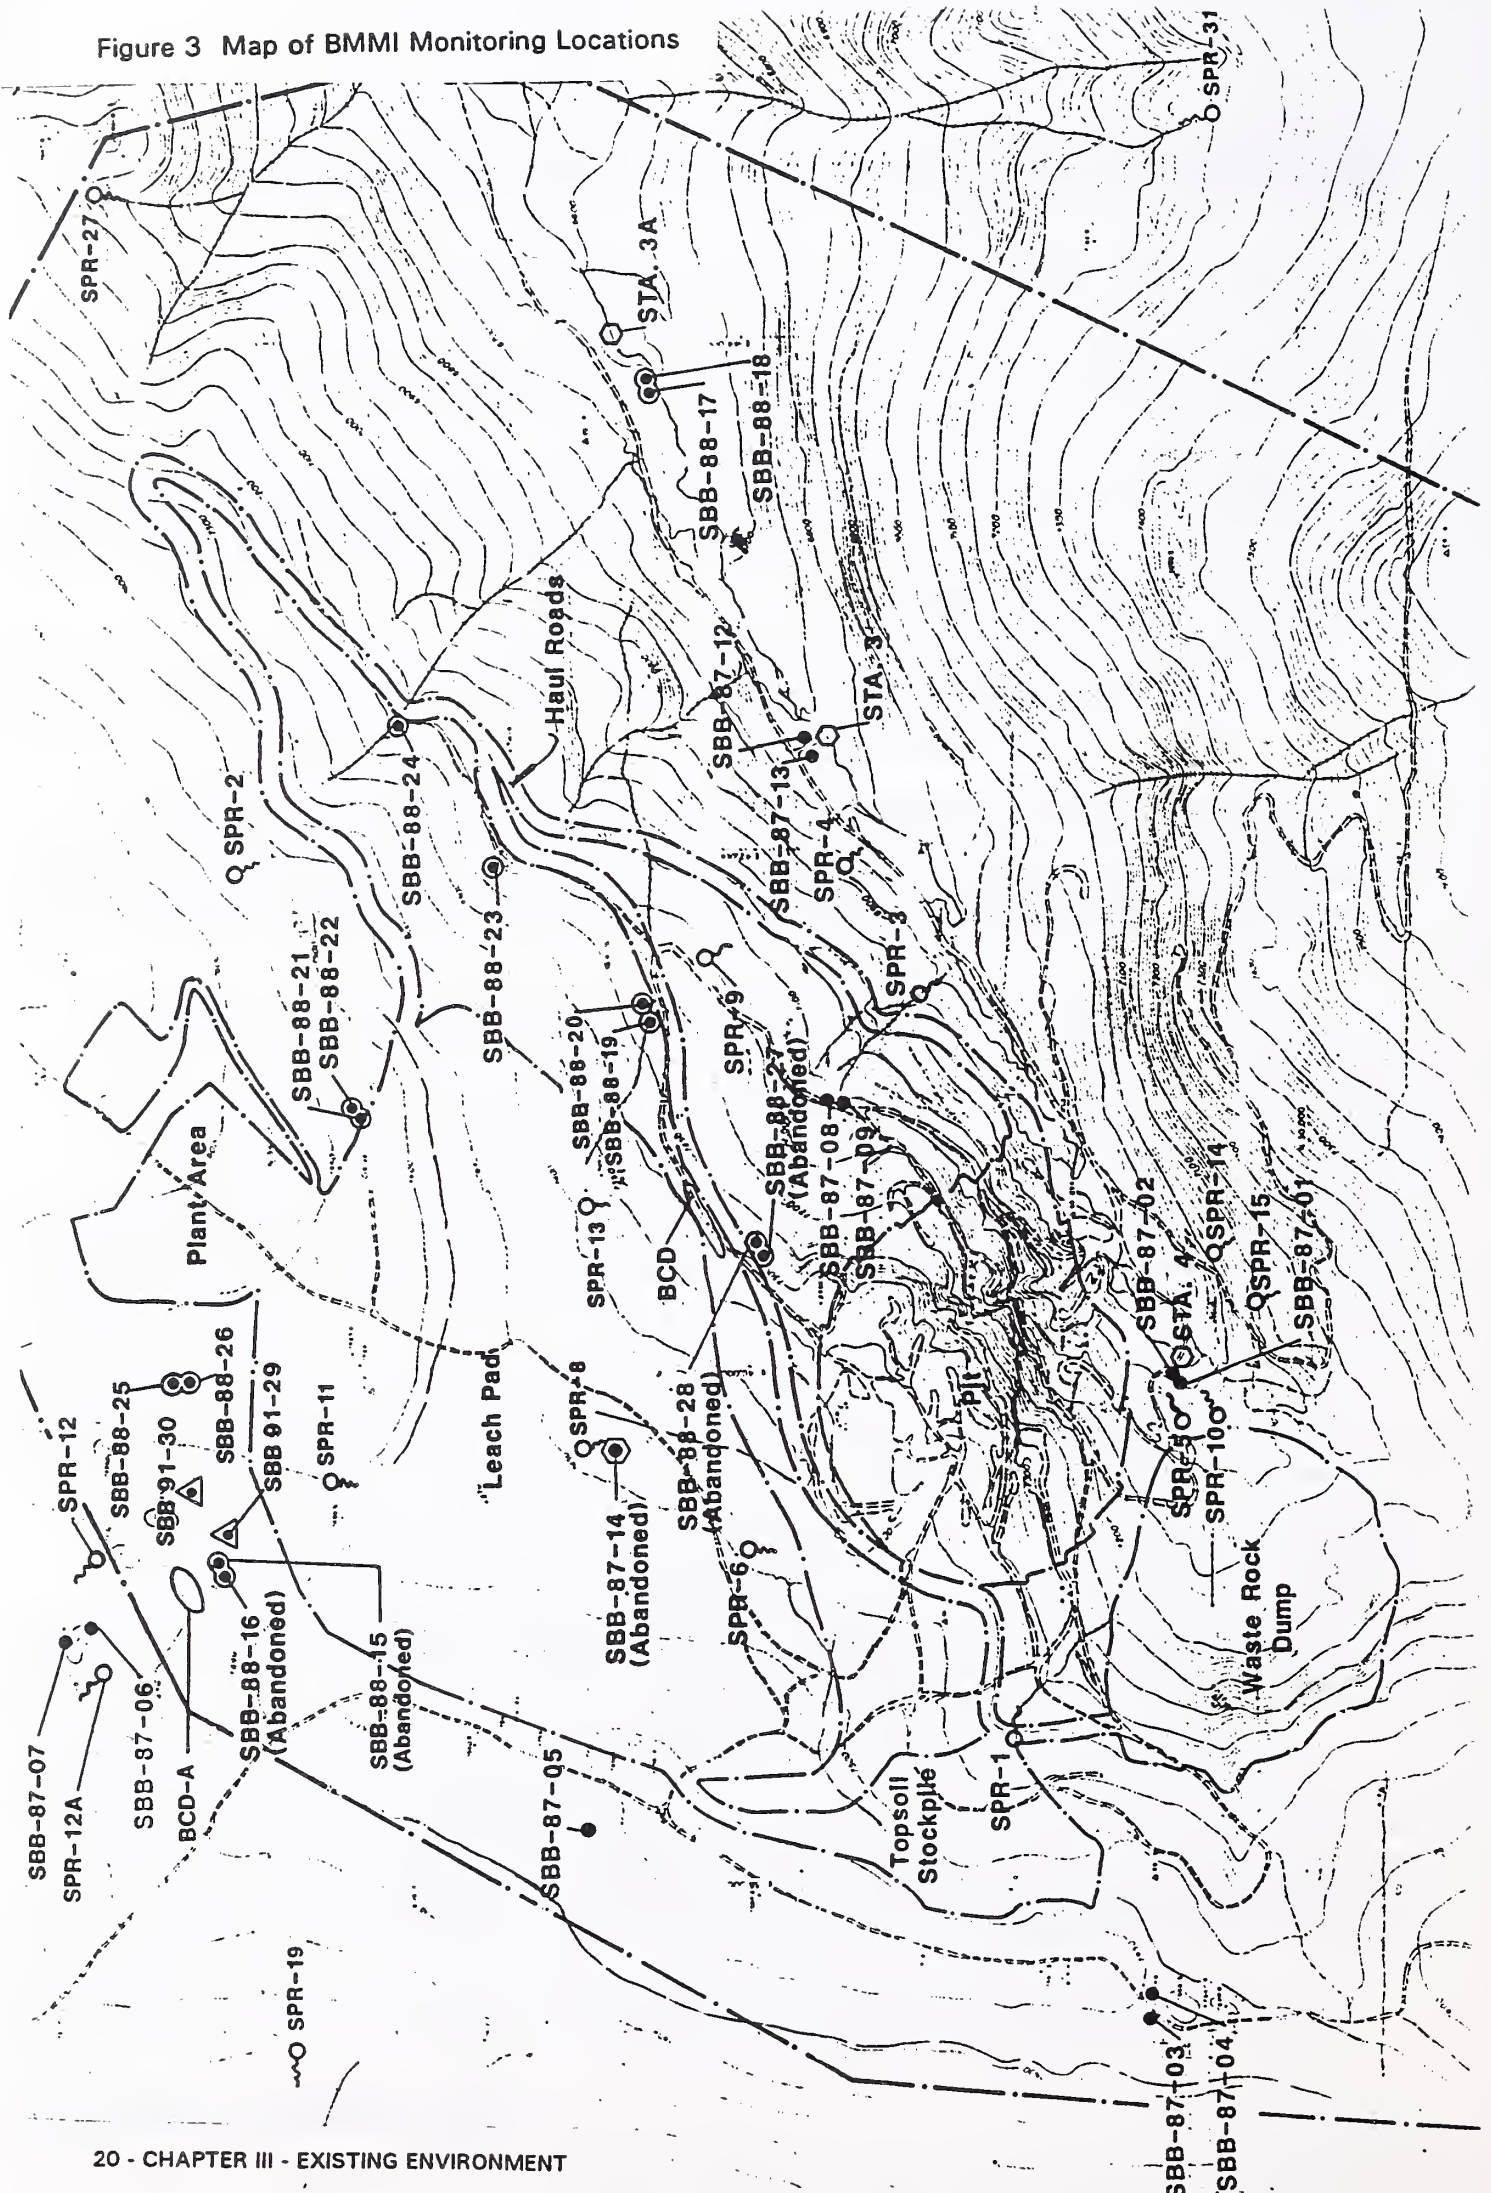 Figure 3 Map of BMMI Monitoring Locations
SPR-31
SPR-27
STA. 3A
SBB-88-17
SBB-88-18
SPR-2
SBB-88-24
Haul Roads
SBB-87-12
STA. 3
SBB-87-13
SPR-4
SPR-3
SBB-88-21
SBB-88-22
SBB-88-23
SBB-88-20
SBB-88-19
SPR-9
SBB-88-27
(Abandoned)
SBB-87-08
SBB-87-09
Plant Area
SPR-13
BCD
SBB-87-02
STA. 4
SPR-14
SPR-15
SBB-87-01
SPR-12
SBB-88-25
SBB 91-30
SBB-88-26
SBB 91-29
SPR-11
Leach Pad
SPR-8
SBB-88-28
(Abandoned)
Pit
SPR-5
SPR-10
SBB-87-14
(Abandoned)
SPR-6
Waste Rock
Dump
SBB-87-07
SPR-12A
SBB-87-06
BCD-A
SBB-88-16
(Abandoned)
SBB-88-15
(Abandoned)
SBB-87-05
Topsoil
Stockpile
SPR-1
SPR-19
SBB-87-03
SBB-87-04
20 - CHAPTER III - EXISTING ENVIRONMENT